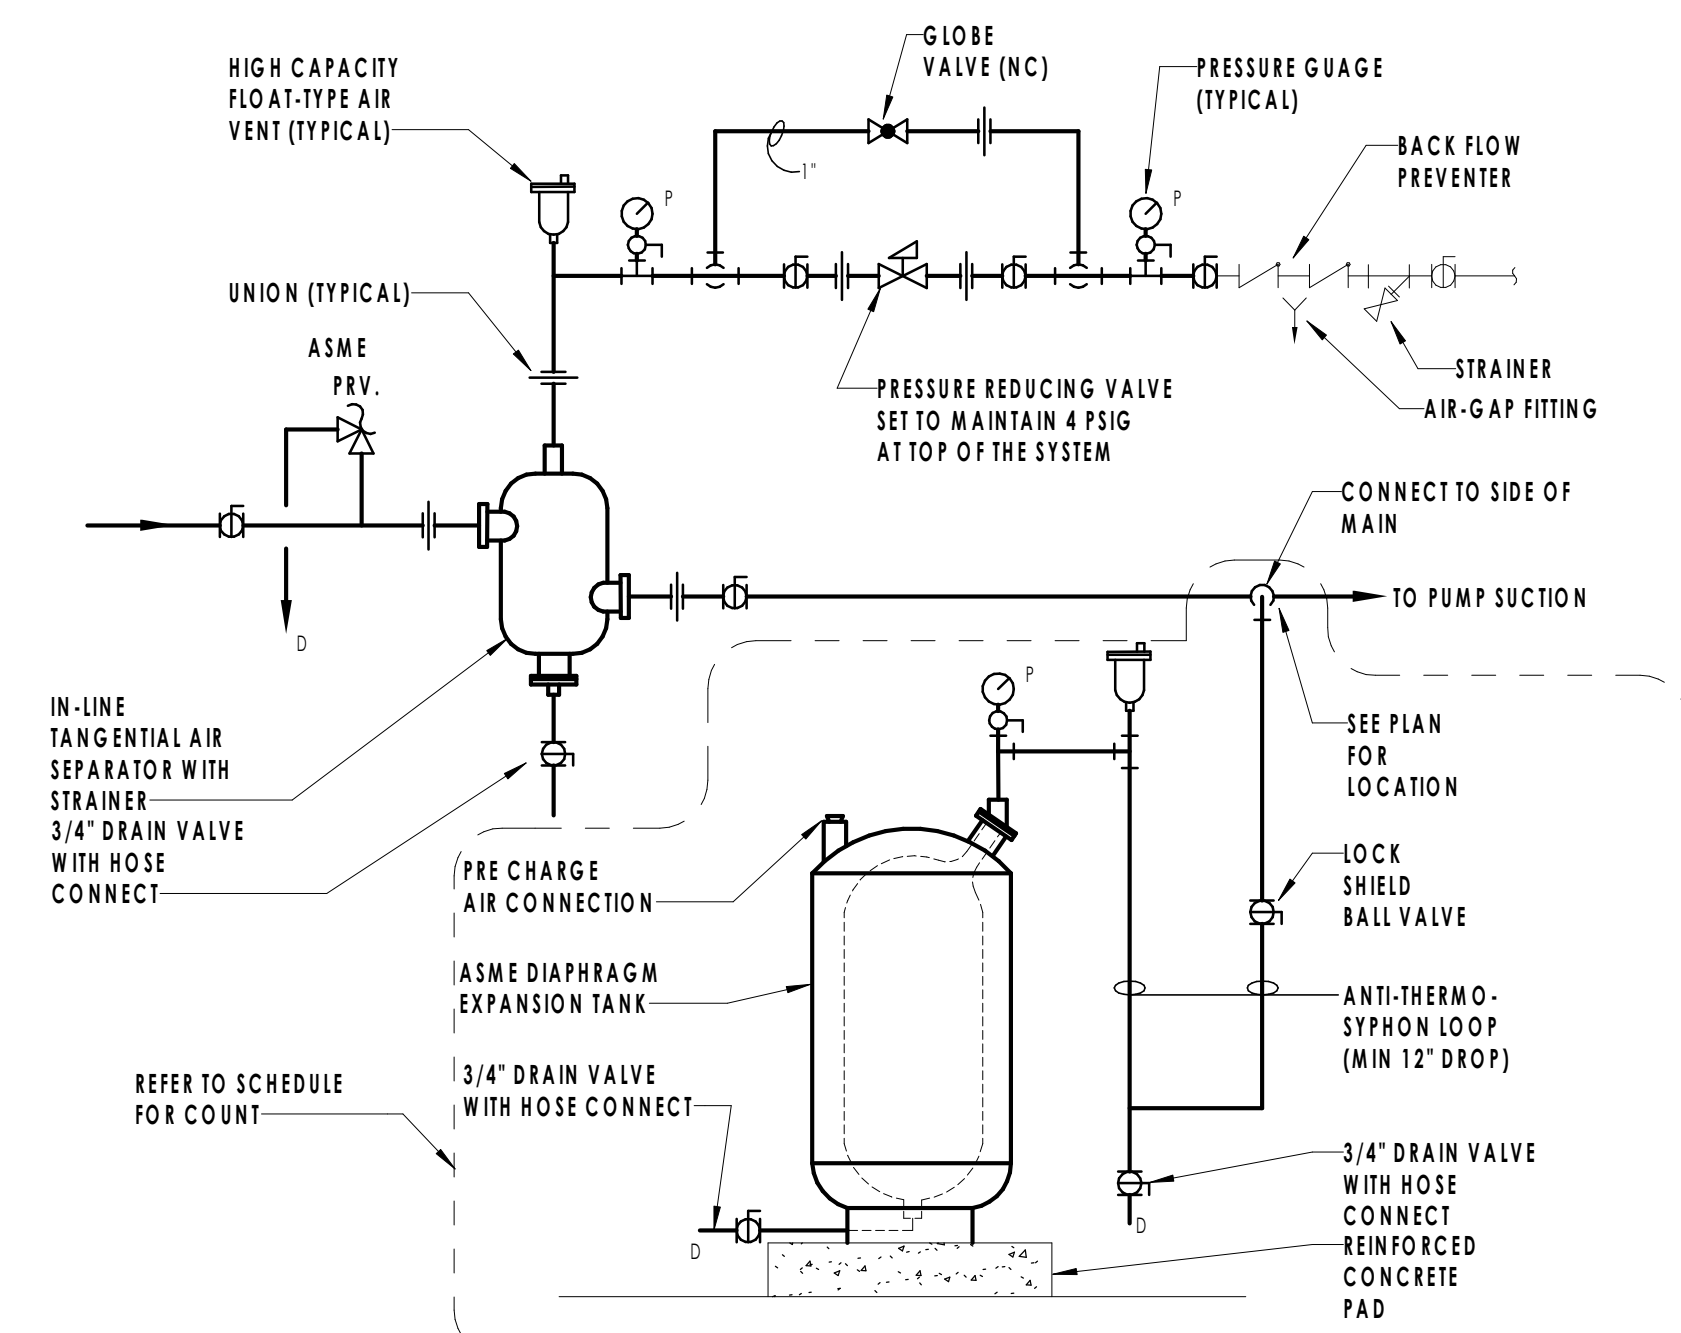 GLOBE
VALVE (NC)
HIGH CAPACITY
FLOAT-TYPE AIR
VENT (TYPICAL)
PRESSURE GUAGE
(TYPICAL)
BACK FLOW
PREVENTER
1"
P
P
UNION (TYPICAL)
ASME
PRV.
PRESSURE REDUCING VALVE
SET TO MAINTAIN 4 PSIG
AT TOP OF THE SYSTEM
STRAINER
AIR-GAP FITTING
CONNECT TO SIDE OF
MAIN
TO PUMP SUCTION
D
P
IN-LINE
TANGENTIAL AIR
SEPARATOR WITH
STRAINER
3/4" DRAIN VALVE
WITH HOSE
CONNECT
SEE PLAN
FOR
LOCATION
PRE CHARGE
AIR CONNECTION
LOCK
SHIELD
BALL VALVE
ASME DIAPHRAGM
EXPANSION TANK
ANTI-THERMO-
SYPHON LOOP
(MIN 12" DROP)
REFER TO SCHEDULE
FOR COUNT
3/4" DRAIN VALVE
WITH HOSE CONNECT
D
D
3/4" DRAIN VALVE
WITH HOSE
CONNECT
REINFORCED
CONCRETE
PAD